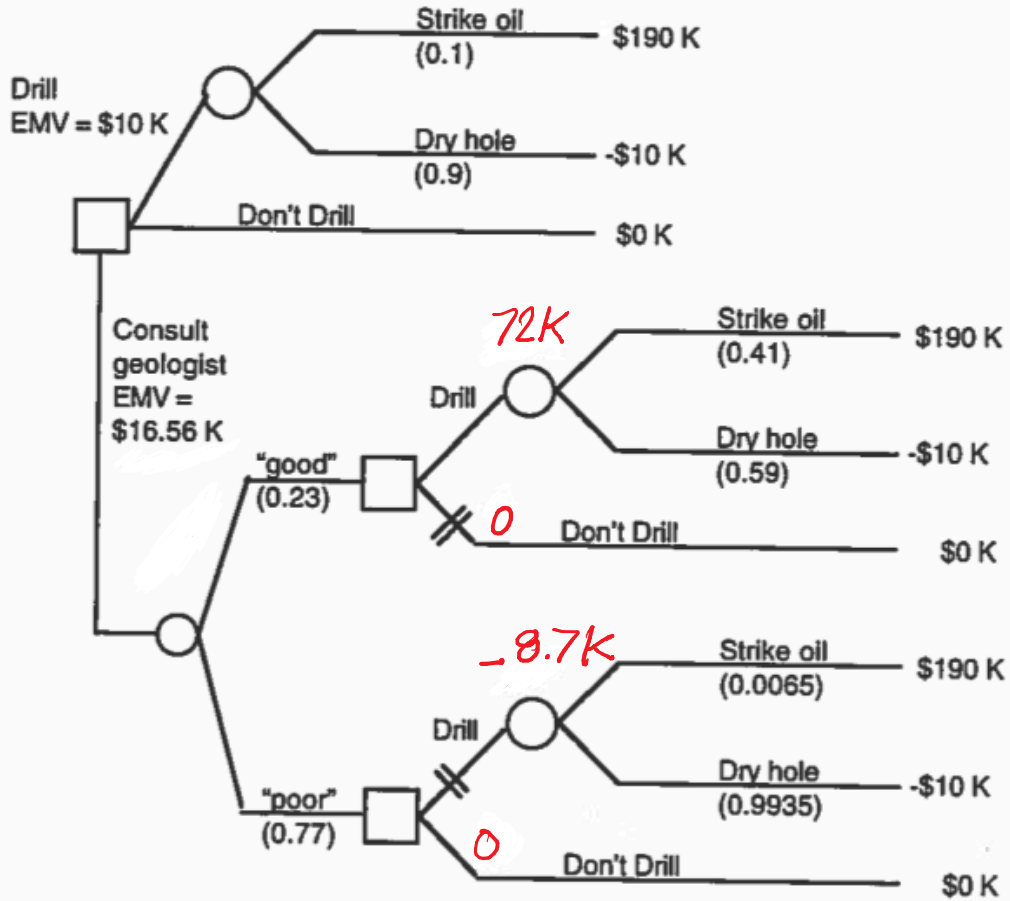 Strike oil
(0.1)
$190 K
Drill
EMV = $10 K
Dry hole
(0.9)
-$10 K
Don't Drill
$0 K
Consult
geologist
EMV =
$16.56 K
72K
Strike oil
(0.41)
$190 K
Drill
Dry hole
(0.59)
-$10 K
"good"
(0.23)
0
Don't Drill
$0 K
-8.7K
Strike oil
(0.0065)
$190 K
Drill
Dry hole
(0.9935)
-$10 K
"poor"
(0.77)
0
Don't Drill
$0 K